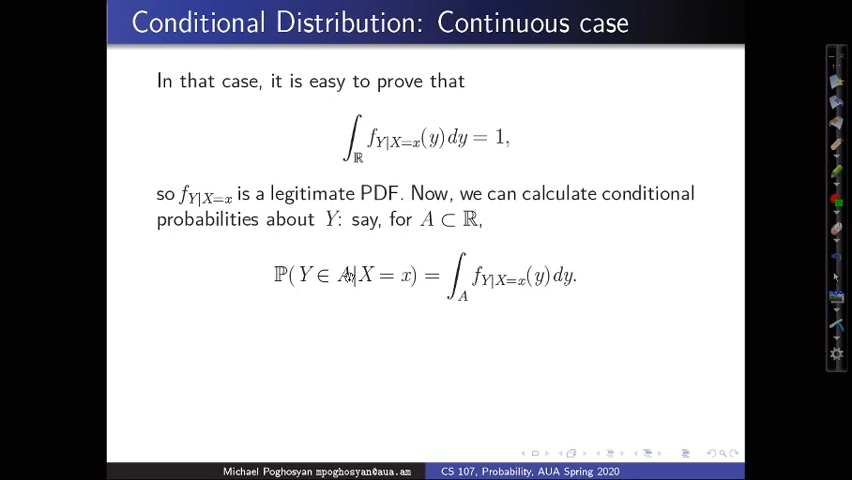 Conditional Distribution: Continuous case
In that case, it is easy to prove that
∫_ℝ f_{Y|X=x}(y)dy = 1,
so f_{Y|X=x} is a legitimate PDF. Now, we can calculate conditional
probabilities about Y: say, for A ⊂ ℝ,
ℙ(Y ∈ A|X = x) = ∫_A f_{Y|X=x}(y)dy.
Michael Poghosyan mpoghosyan@aua.am CS 107, Probability, AUA Spring 2020